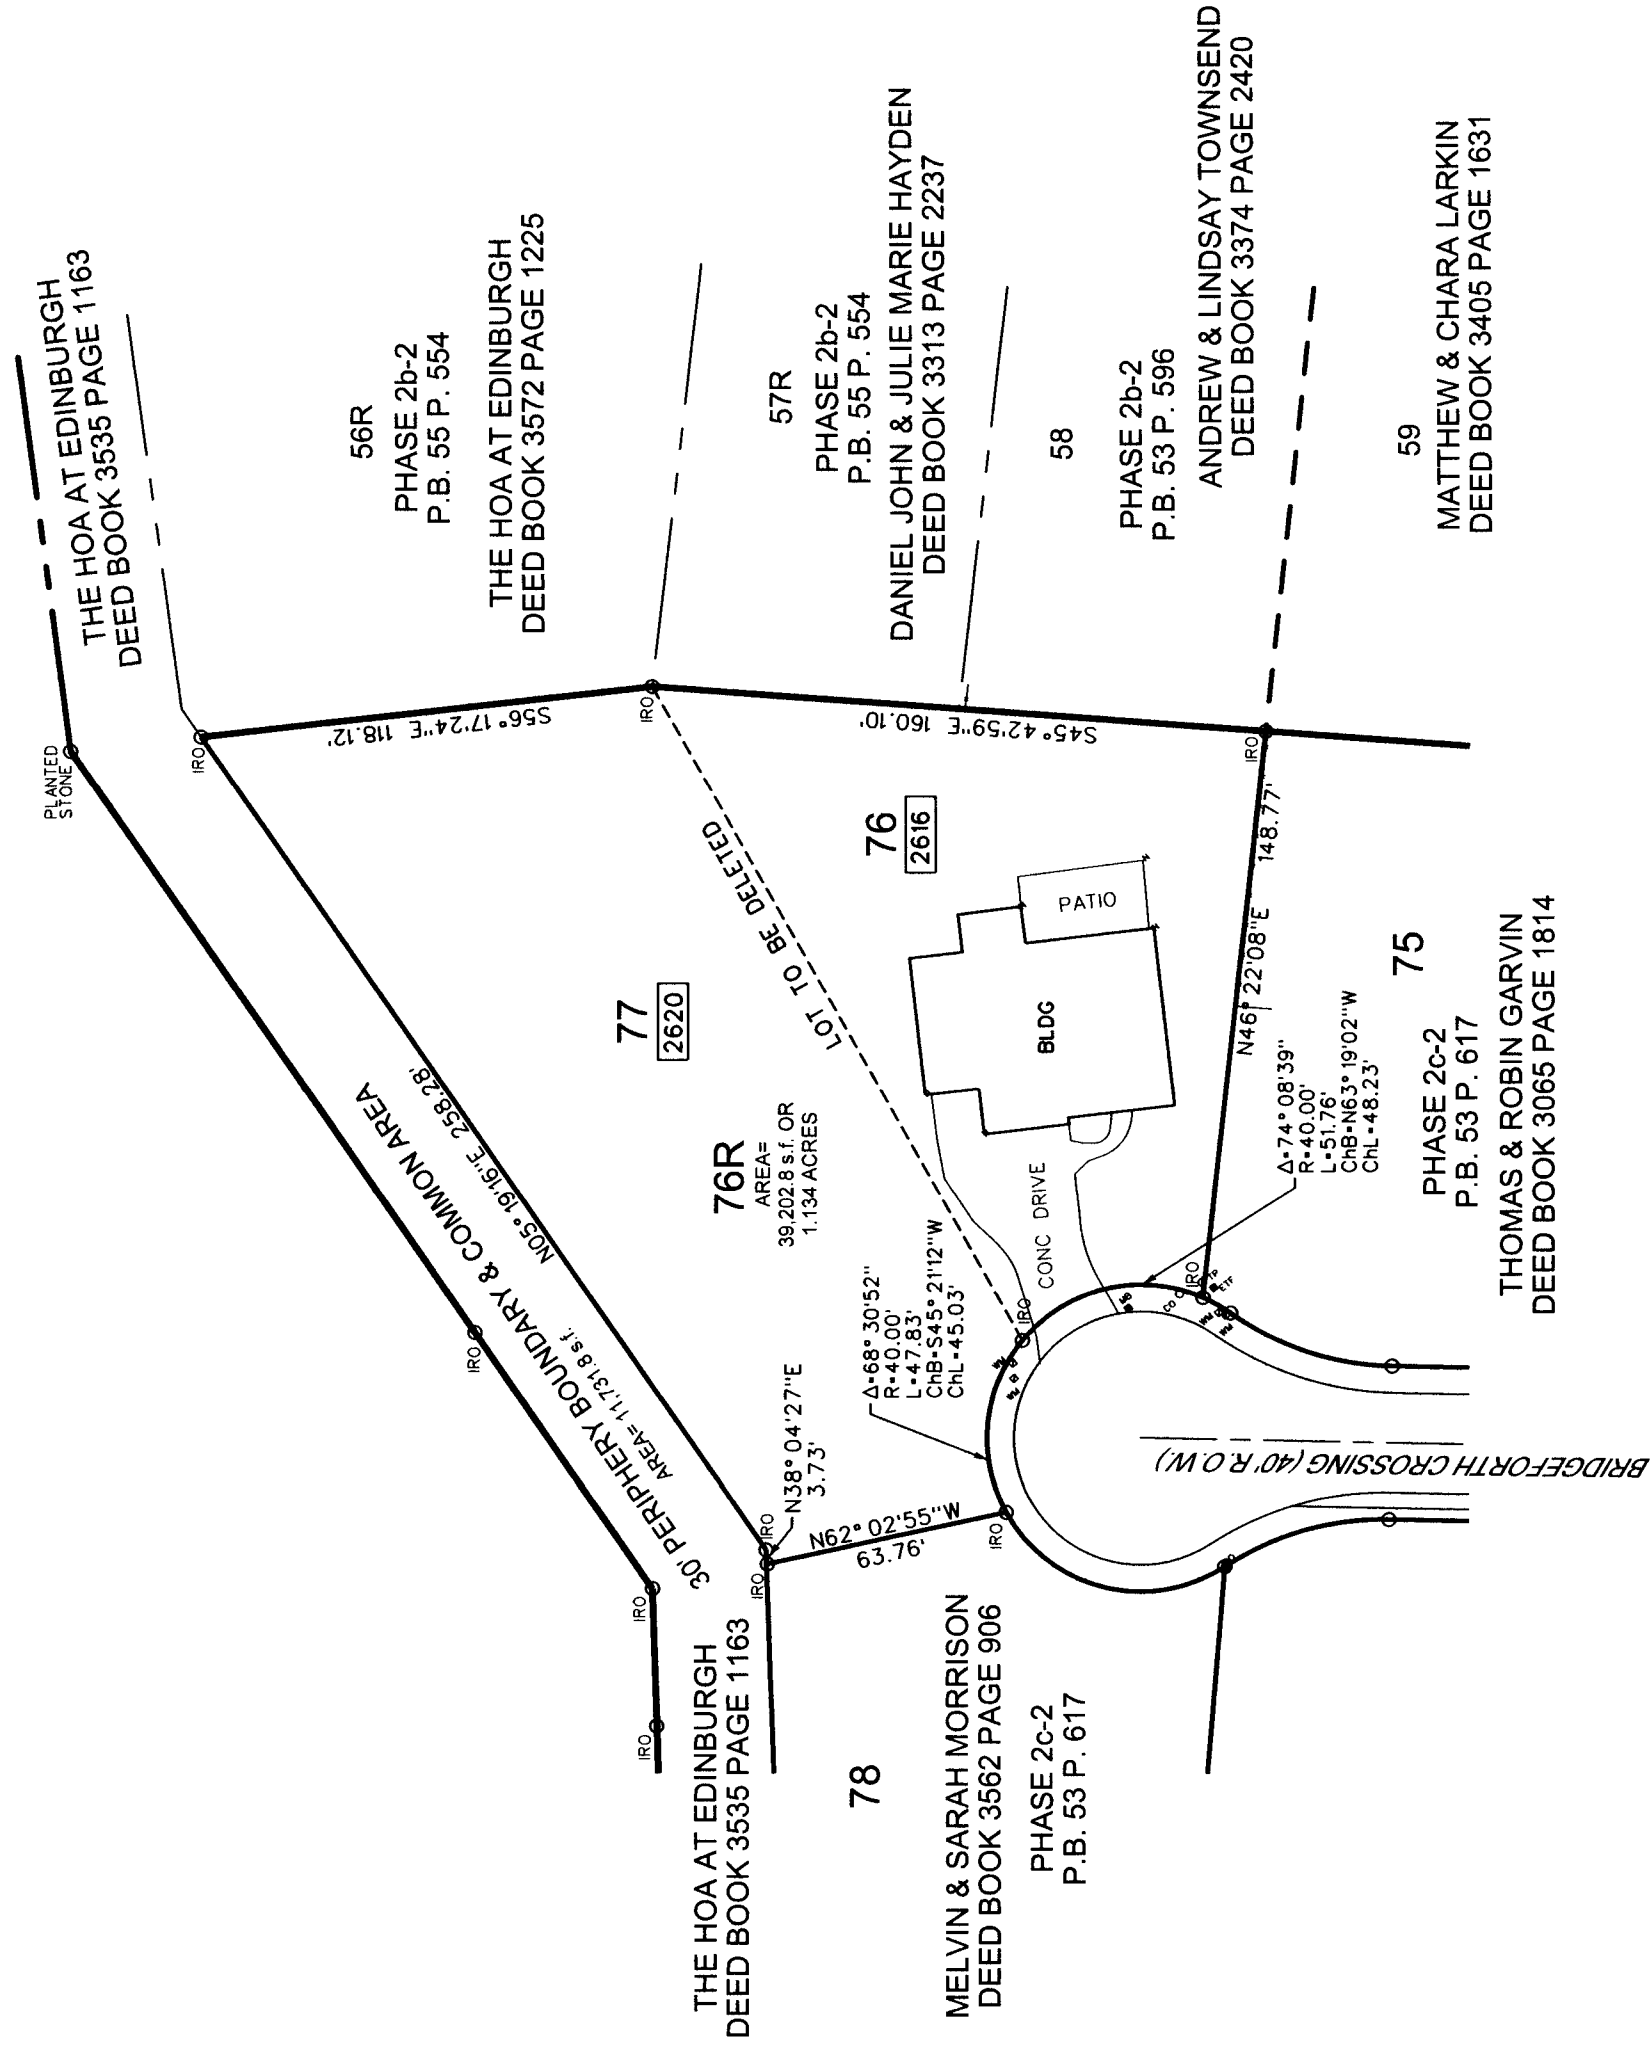 THE HOA AT EDINBURGH
DEED BOOK 3535 PAGE 1163
PLANTED
STONE
56R
PHASE 2b-2
P.B. 55 P. 554
THE HOA AT EDINBURGH
DEED BOOK 3572 PAGE 1225
57R
PHASE 2b-2
P.B. 55 P. 554
DANIEL JOHN & JULIE MARIE HAYDEN
DEED BOOK 3313 PAGE 2237
58
PHASE 2b-2
P.B. 53 P. 596
ANDREW & LINDSAY TOWNSEND
DEED BOOK 3374 PAGE 2420
59
MATTHEW & CHARA LARKIN
DEED BOOK 3405 PAGE 1631
IRO
S56°17'24"E 118.12'
IRO
S45°42'59"E 160.10'
IRO
LOT TO BE DELETED
76
2616
PATIO
BLDG
148.77'
N46°22'08"E
77
2620
76R
AREA=
39,202.8 s.f. OR
1.134 ACRES
N05°19'16"E 258.28'
30' PERIPHERY BOUNDARY & COMMON AREA
AREA= 11,731.8 s.f.
IRO
IRO
IRO
IRO
IRO
N38°04'27"E
3.73'
N62°02'55"W
63.76'
IRO
Δ=68°30'52"
R=40.00'
L=47.83'
ChB=S45°21'12"W
ChL=45.03'
CONC DRIVE
IRO
IRO
Δ=74°08'39"
R=40.00'
L=51.76'
ChB=N63°19'02"W
ChL=48.23'
CO
TP
ETF
75
PHASE 2c-2
P.B. 53 P. 617
THOMAS & ROBIN GARVIN
DEED BOOK 3065 PAGE 1814
BRIDGEFORTH CROSSING (40' R.O.W.)
THE HOA AT EDINBURGH
DEED BOOK 3535 PAGE 1163
78
MELVIN & SARAH MORRISON
DEED BOOK 3562 PAGE 906
PHASE 2c-2
P.B. 53 P. 617